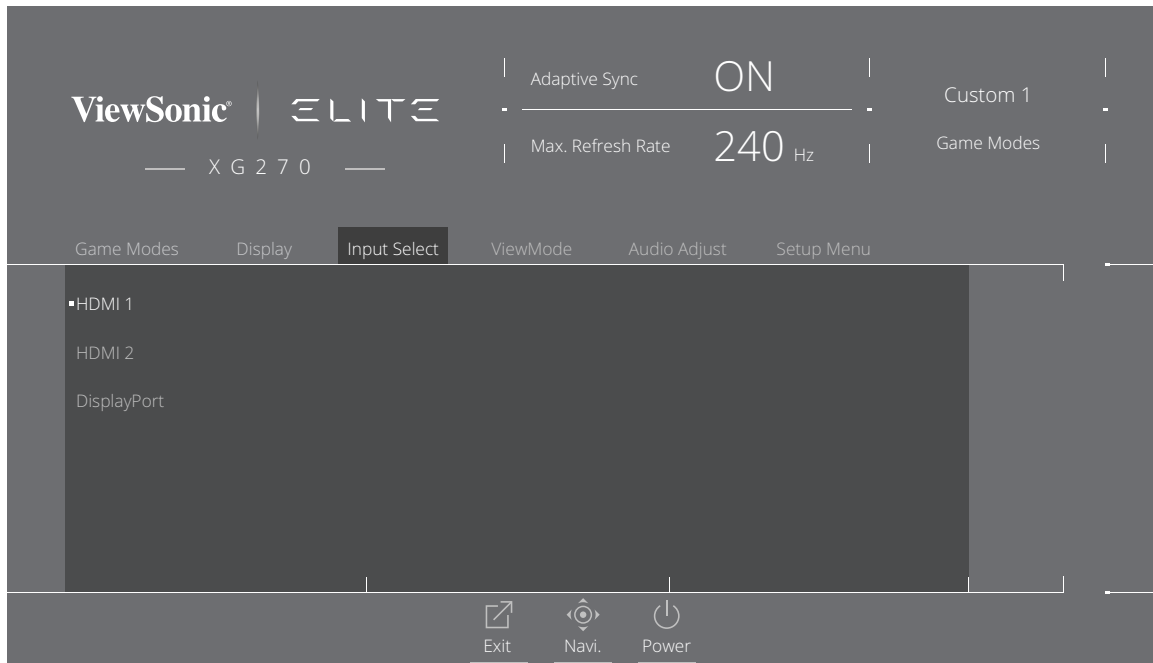 ViewSonic® ELITE
XG270
Adaptive Sync ON
Max. Refresh Rate 240 Hz
Custom 1
Game Modes
Game Modes Display Input Select ViewMode Audio Adjust Setup Menu
HDMI 1
HDMI 2
DisplayPort
Exit Navi. Power